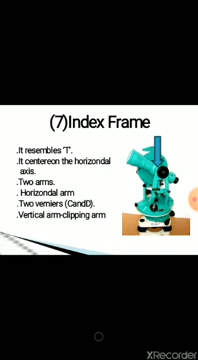 (7)Index Frame
.It resembles 'T'.
.It centereon the horizondal
axis.
.Two arms.
. Horizondal arm
.Two verniers (CandD).
.Vertical arm-clipping arm
XRecorder